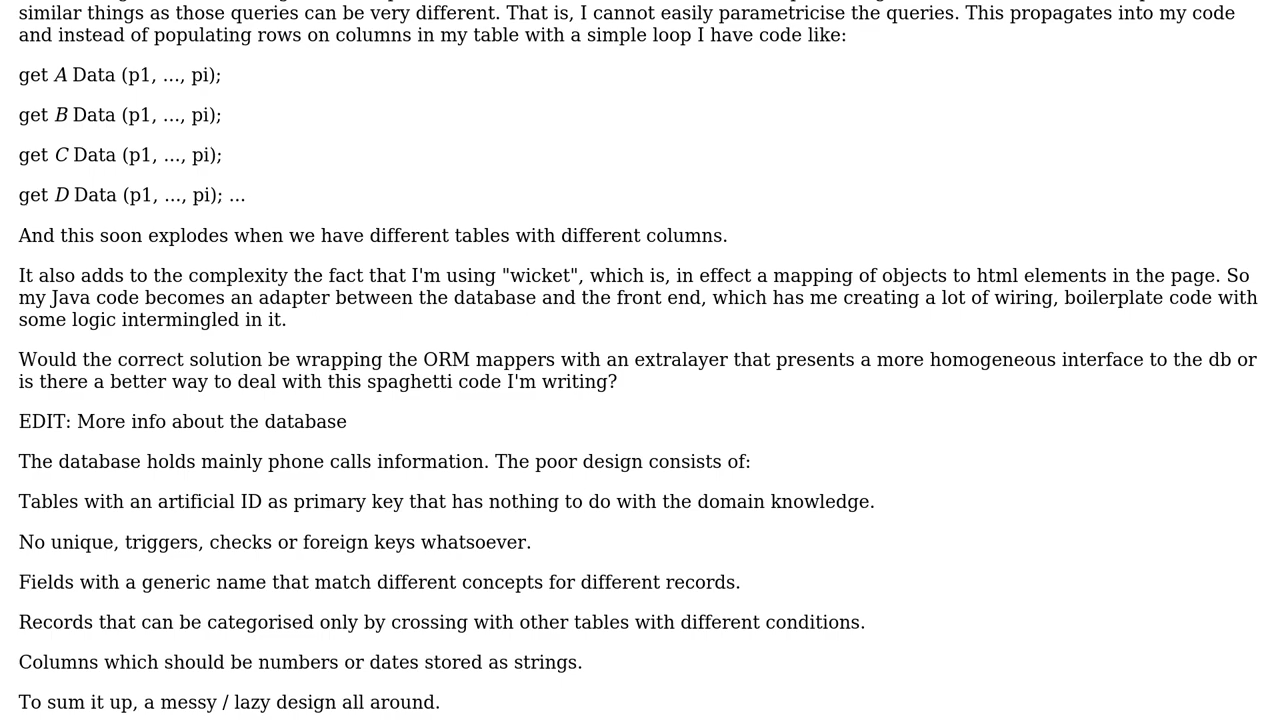 similar things as those queries can be very different. That is, I cannot easily parametricise the queries. This propagates into my code
and instead of populating rows on columns in my table with a simple loop I have code like:
get A Data (p1, ..., pi);
get B Data (p1, ..., pi);
get C Data (p1, ..., pi);
get D Data (p1, ..., pi); ...
And this soon explodes when we have different tables with different columns.
It also adds to the complexity the fact that I'm using "wicket", which is, in effect a mapping of objects to html elements in the page. So
my Java code becomes an adapter between the database and the front end, which has me creating a lot of wiring, boilerplate code with
some logic intermingled in it.
Would the correct solution be wrapping the ORM mappers with an extralayer that presents a more homogeneous interface to the db or
is there a better way to deal with this spaghetti code I'm writing?
EDIT: More info about the database
The database holds mainly phone calls information. The poor design consists of:
Tables with an artificial ID as primary key that has nothing to do with the domain knowledge.
No unique, triggers, checks or foreign keys whatsoever.
Fields with a generic name that match different concepts for different records.
Records that can be categorised only by crossing with other tables with different conditions.
Columns which should be numbers or dates stored as strings.
To sum it up, a messy / lazy design all around.